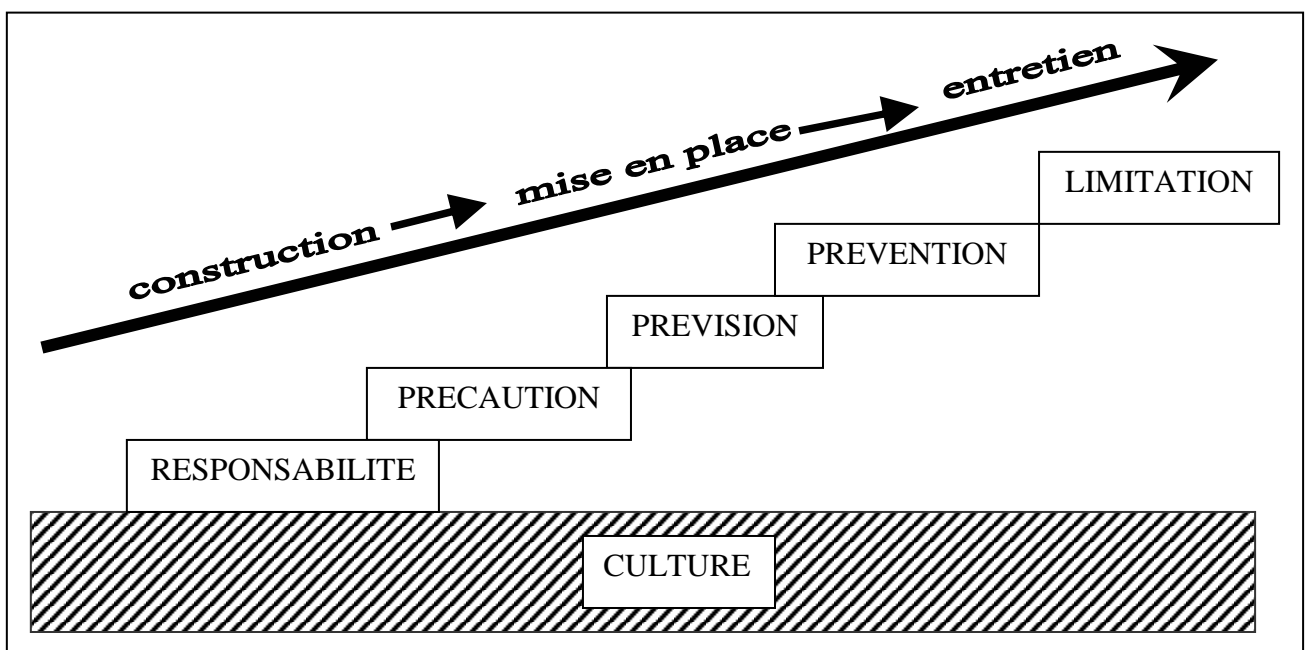 entretien
mise en place
construction
LIMITATION
PREVENTION
PREVISION
PRECAUTION
RESPONSABILITE
CULTURE